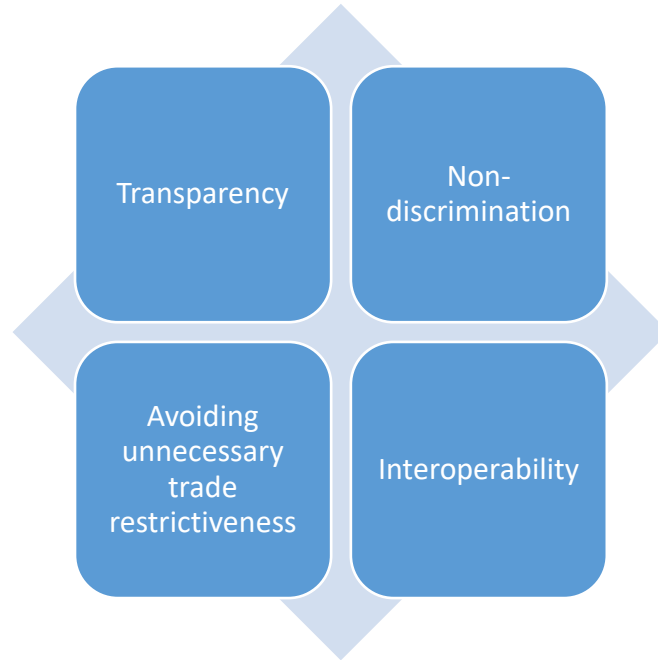 Transparency
Non-
discrimination
Avoiding
unnecessary
trade
restrictiveness
Interoperability